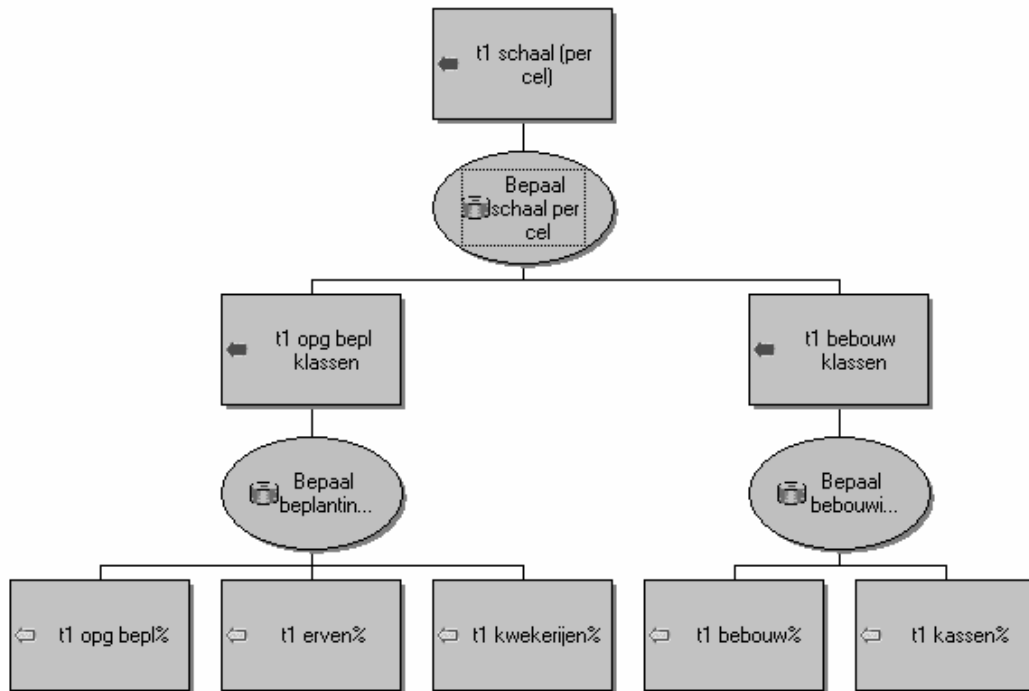 t1 schaal (per
cel)
Bepaal
schaal per
cel
t1 opg bepl
klassen
t1 bebouw
klassen
Bepaal
beplantin...
Bepaal
bebouwi...
t1 opg bepl%
t1 erven%
t1 kwekerijen%
t1 bebouw%
t1 kassen%